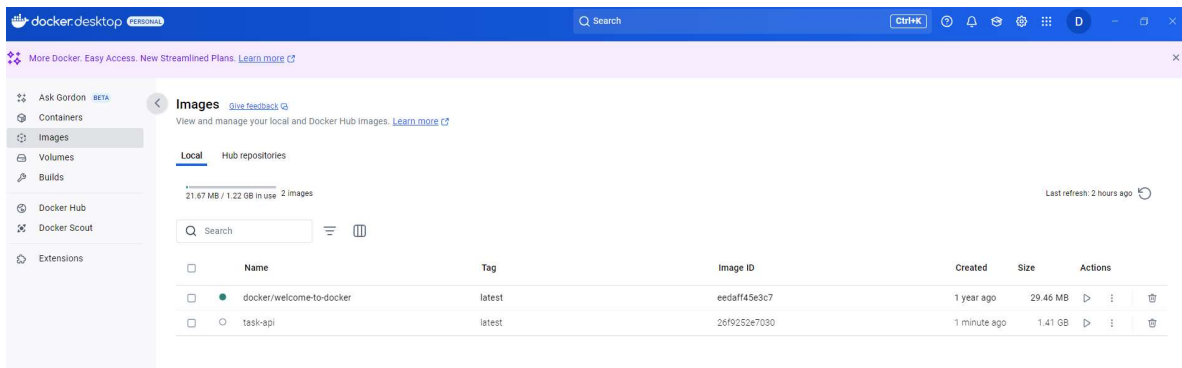 docker.desktop PERSONAL Search Ctrl+K D
More Docker. Easy Access. New Streamlined Plans. Learn more
Ask Gordon BETA
Containers
Images
Volumes
Builds
Docker Hub
Docker Scout
Extensions
Images Give feedback
View and manage your local and Docker Hub images. Learn more
Local Hub repositories
21.67 MB / 1.22 GB in use 2 images Last refresh: 2 hours ago
Search
Name Tag Image ID Created Size Actions
docker/welcome-to-docker latest eedaff45e3c7 1 year ago 29.46 MB
task-api latest 26f9252e7030 1 minute ago 1.41 GB